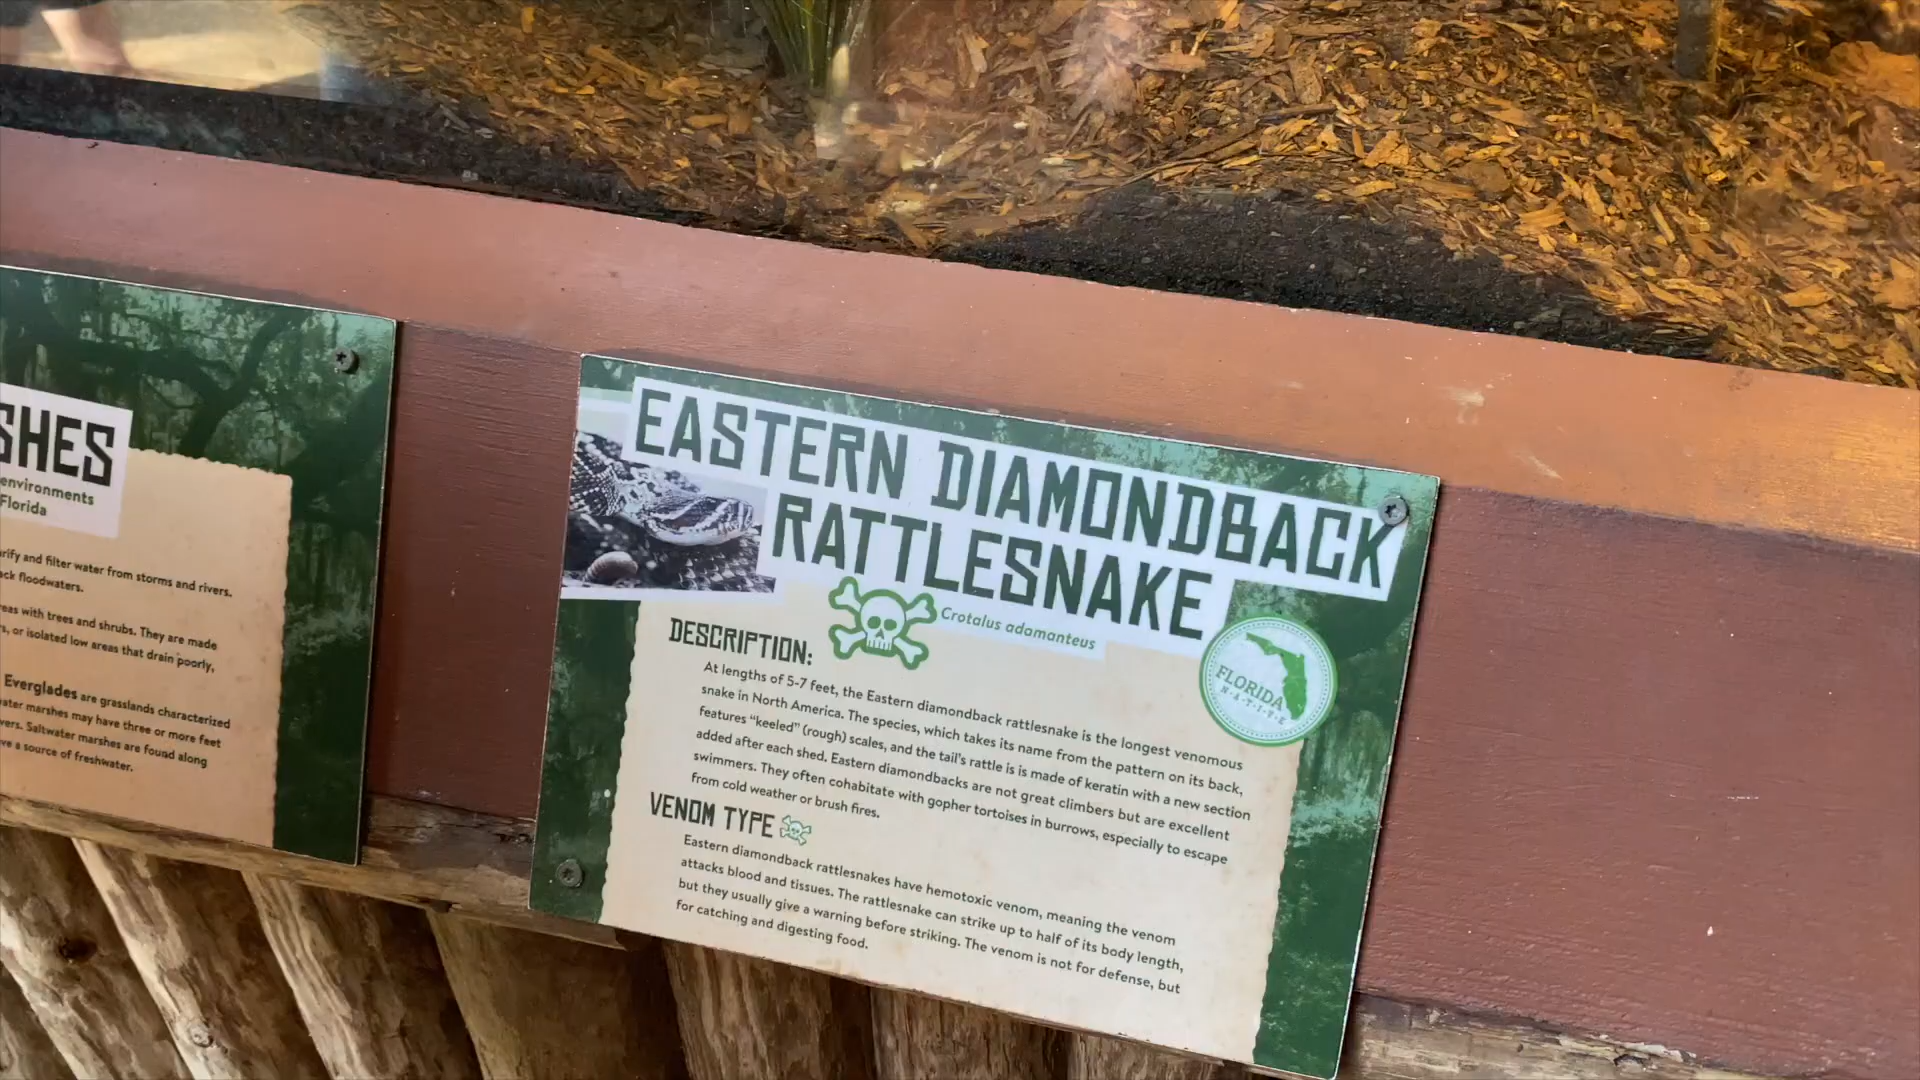 SHES
environments
Florida
rify and filter water from storms and rivers.
ack floodwaters.
eas with trees and shrubs. They are made
s, or isolated low areas that drain poorly,
Everglades are grasslands characterized
ater marshes may have three or more feet
vers. Saltwater marshes are found along
ve a source of freshwater.
EASTERN DIAMONDBACK
RATTLESNAKE
Crotalus adamanteus
FLORIDA
N·A·T·I·V·E
DESCRIPTION:
At lengths of 5-7 feet, the Eastern diamondback rattlesnake is the longest venomous
snake in North America. The species, which takes its name from the pattern on its back,
features “keeled” (rough) scales, and the tail's rattle is is made of keratin with a new section
added after each shed. Eastern diamondbacks are not great climbers but are excellent
swimmers. They often cohabitate with gopher tortoises in burrows, especially to escape
from cold weather or brush fires.
VENOM TYPE
Eastern diamondback rattlesnakes have hemotoxic venom, meaning the venom
attacks blood and tissues. The rattlesnake can strike up to half of its body length,
but they usually give a warning before striking. The venom is not for defense, but
for catching and digesting food.